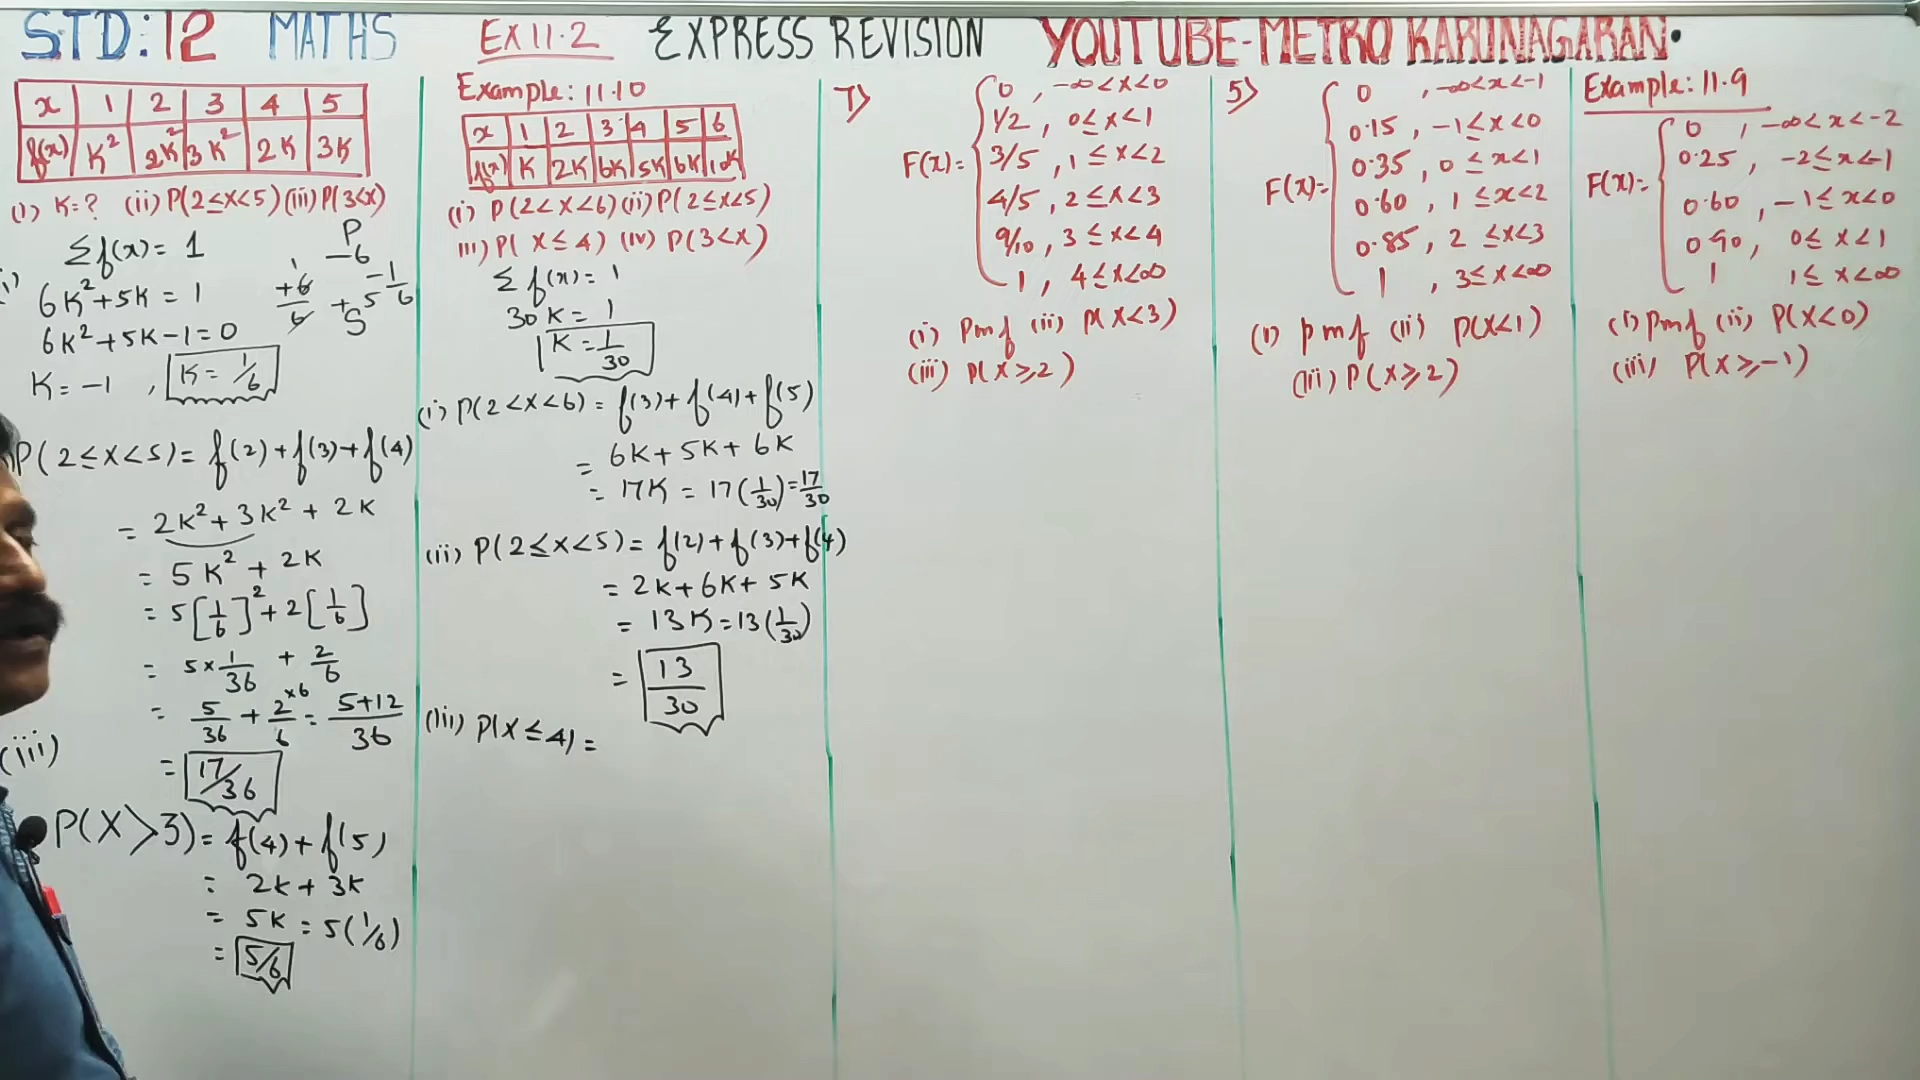 STD: 12 MATHS EX 11.2 EXPRESS REVISION YOUTUBE-METRO KARUNAGARAN.
x 1 2 3 4 5
f(x) K² 2K² 3K² 2K 3K
(i) K=? (ii) P(2≤x<5) (iii) P(3<x)
Σf(x) = 1
6K²+5K = 1
6K²+5K-1=0
K= -1 , K= 1/6
P
-6
+6/6 -1/6
+5
S
P(2≤x<5) = f(2)+f(3)+f(4)
= 2K²+3K²+2K
= 5K²+2K
= 5[1/6]²+2[1/6]
= 5×1/36 + 2/6
= 5/36 + 2/6 ×6 = 5+12/36
= 17/36
(iii)
P(X>3) = f(4)+f(5)
= 2K+3K
= 5K = 5(1/6)
= 5/6
Example: 11.10
x 1 2 3 4 5 6
f(x) K 2K 6K 5K 6K 10K
(i) P(2<x<6) (ii) P(2≤x<5)
iii) P(X≤4) (iv) P(3<x)
Σf(x)= 1
30K = 1
K = 1/30
(i) P(2<x<6) = f(3)+f(4)+f(5)
= 6K+5K+6K
= 17K = 17(1/30)=17/30
(ii) P(2≤x<5) = f(2)+f(3)+f(4)
= 2K+6K+5K
= 13K=13(1/30)
= 13/30
(iii) P(X≤4) =
7)
F(x)=
0 , -∞<x<0
1/2 , 0≤x<1
3/5 , 1≤x<2
4/5 , 2≤x<3
9/10 , 3≤x<4
1 , 4≤x<∞
(i) Pmf (ii) P(X<3)
(iii) P(X≥2)
5)
F(x)=
0 , -∞<x<-1
0.15 , -1≤x<0
0.35 , 0≤x<1
0.60 , 1≤x<2
0.85 , 2≤x<3
1 , 3≤x<∞
(i) pmf (ii) P(X<1)
(iii) P(X≥2)
Example: 11.9
F(x)=
0 , -∞<x<-2
0.25 , -2≤x<-1
0.60 , -1≤x<0
0.90 , 0≤x<1
1 1≤x<∞
(i) pmf (ii) P(X<0)
(iii) P(X≥-1)